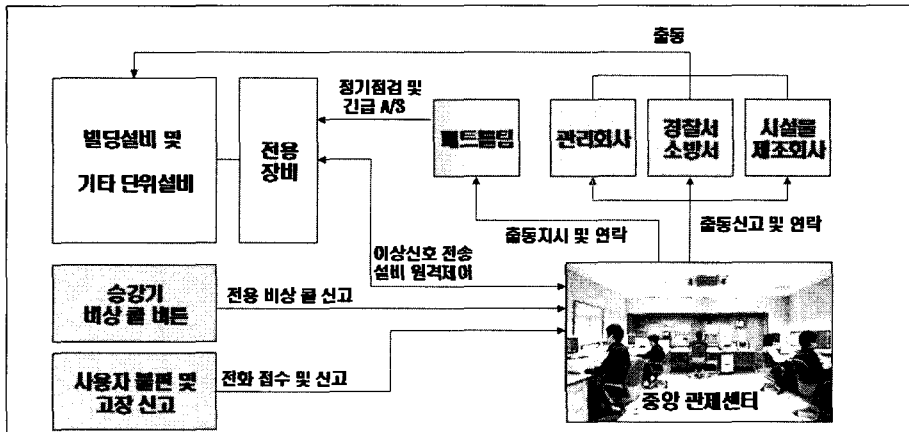 출동
빌딩설비 및
기타 단위설비
전용
장비
정기점검 및
긴급 A/S
패트롤팀
관리회사
경찰서
소방서
시설물
제조회사
출동지시 및 연락
출동신고 및 연락
이상신호 전송
설비 원격제어
승강기
비상 콜 버튼
전용 비상 콜 신고
사용자 불편 및
고장 신고
전화 접수 및 신고
중앙 관제센터